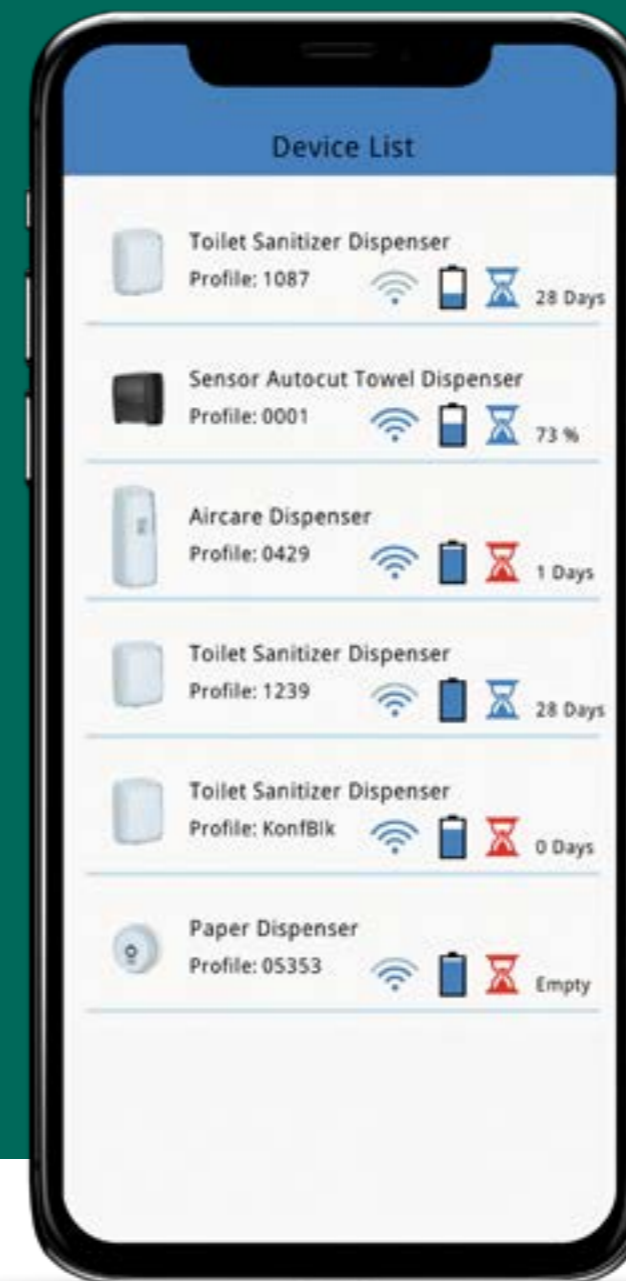 Device List
Toilet Sanitizer Dispenser
Profile: 1087
28 Days
Sensor Autocut Towel Dispenser
Profile: 0001
73 %
Aircare Dispenser
Profile: 0429
1 Days
Toilet Sanitizer Dispenser
Profile: 1239
28 Days
Toilet Sanitizer Dispenser
Profile: KonfBlk
0 Days
Paper Dispenser
Profile: 05353
Empty